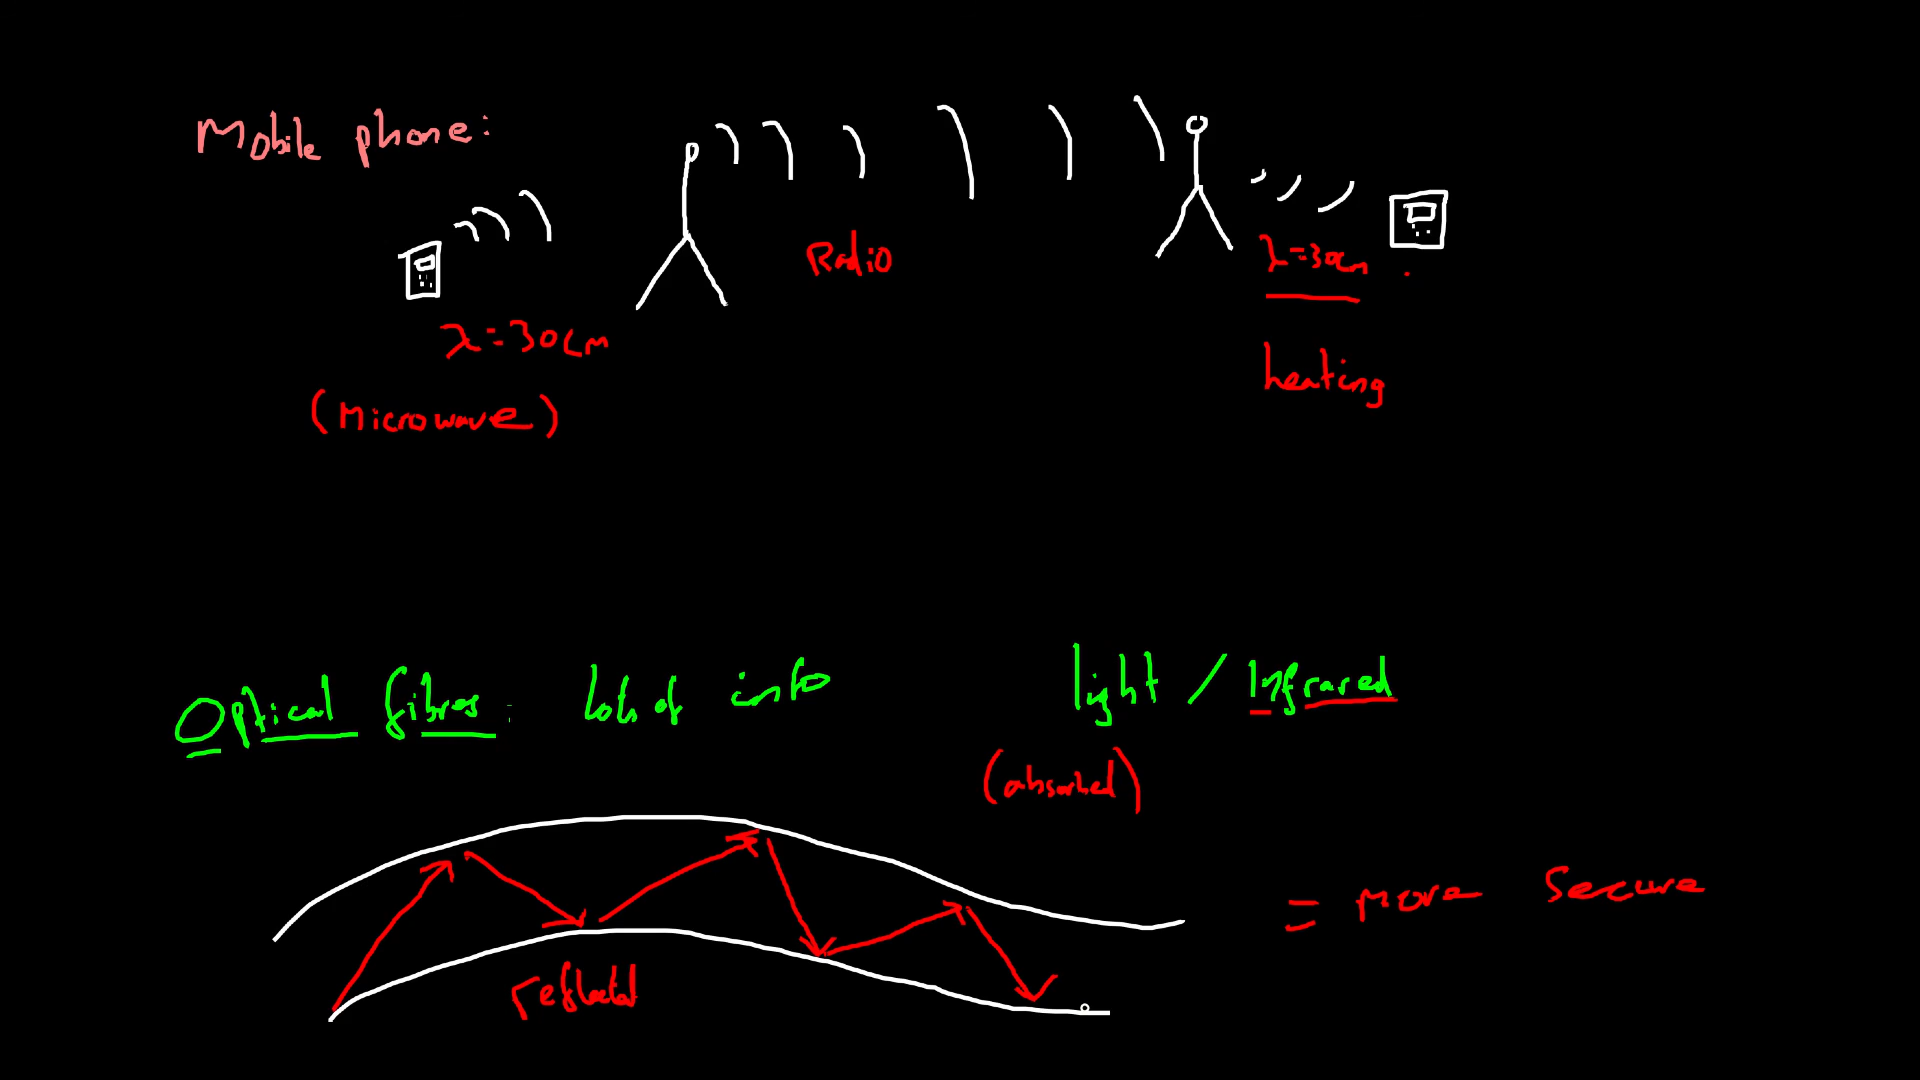 Mobile phone:
Radio
λ=30cm
λ=30cm
(Microwave)
heating
Optical fibres: lots of info
light / Infrared
(absorbed)
= more secure
reflected